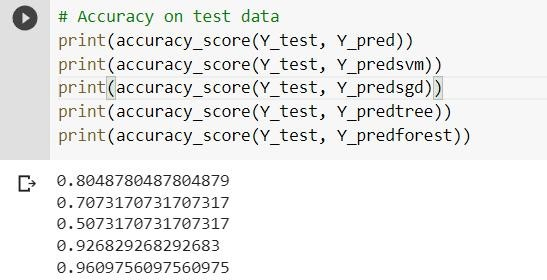 # Accuracy on test data
print(accuracy_score(Y_test, Y_pred))
print(accuracy_score(Y_test, Y_predsvm))
print(accuracy_score(Y_test, Y_predsgd))
print(accuracy_score(Y_test, Y_predtree))
print(accuracy_score(Y_test, Y_predforest))
0.8048780487804879
0.7073170731707317
0.5073170731707317
0.926829268292683
0.9609756097560975